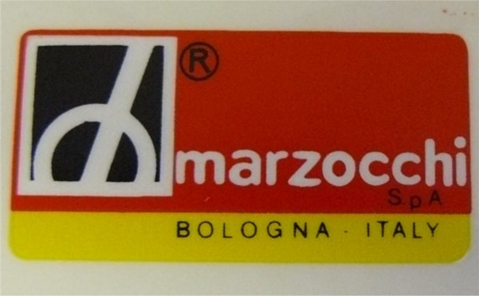 ®
marzocchi
S.p.A.
BOLOGNA - ITALY